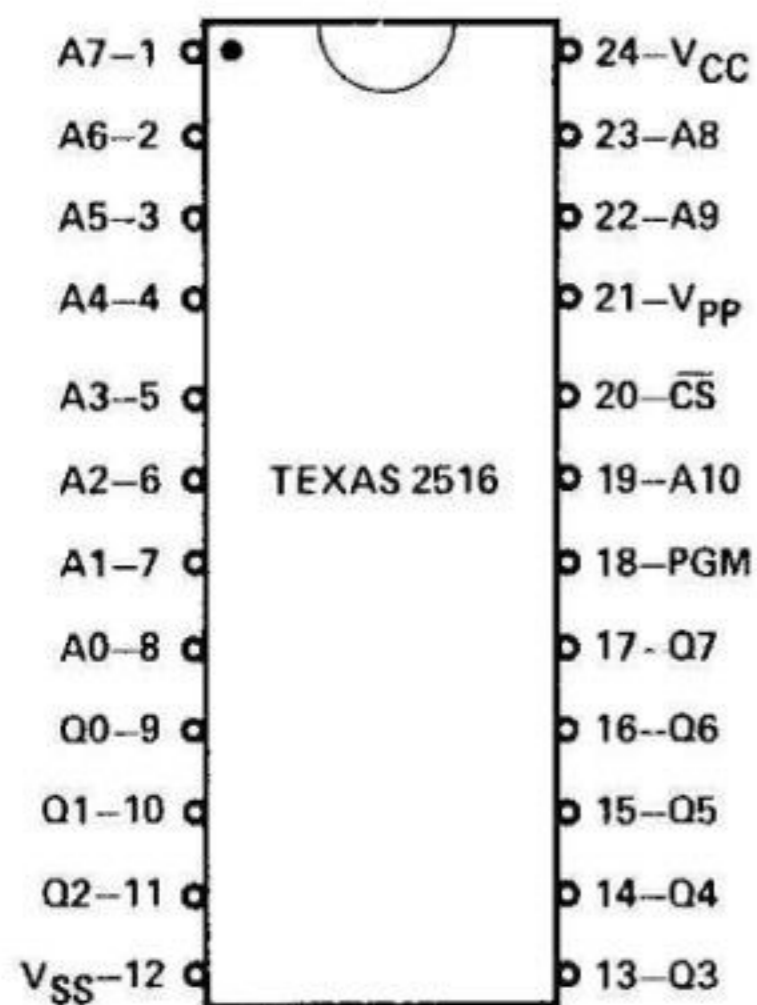 A7–1
24–VCC
A6–2
23–A8
A5–3
22–A9
A4–4
21–VPP
A3–5
20–C̅S̅
TEXAS 2516
A2–6
19–A10
A1–7
18–PGM
A0–8
17-Q7
Q0–9
16--Q6
Q1–10
15–Q5
Q2–11
14–Q4
VSS–12
13–Q3